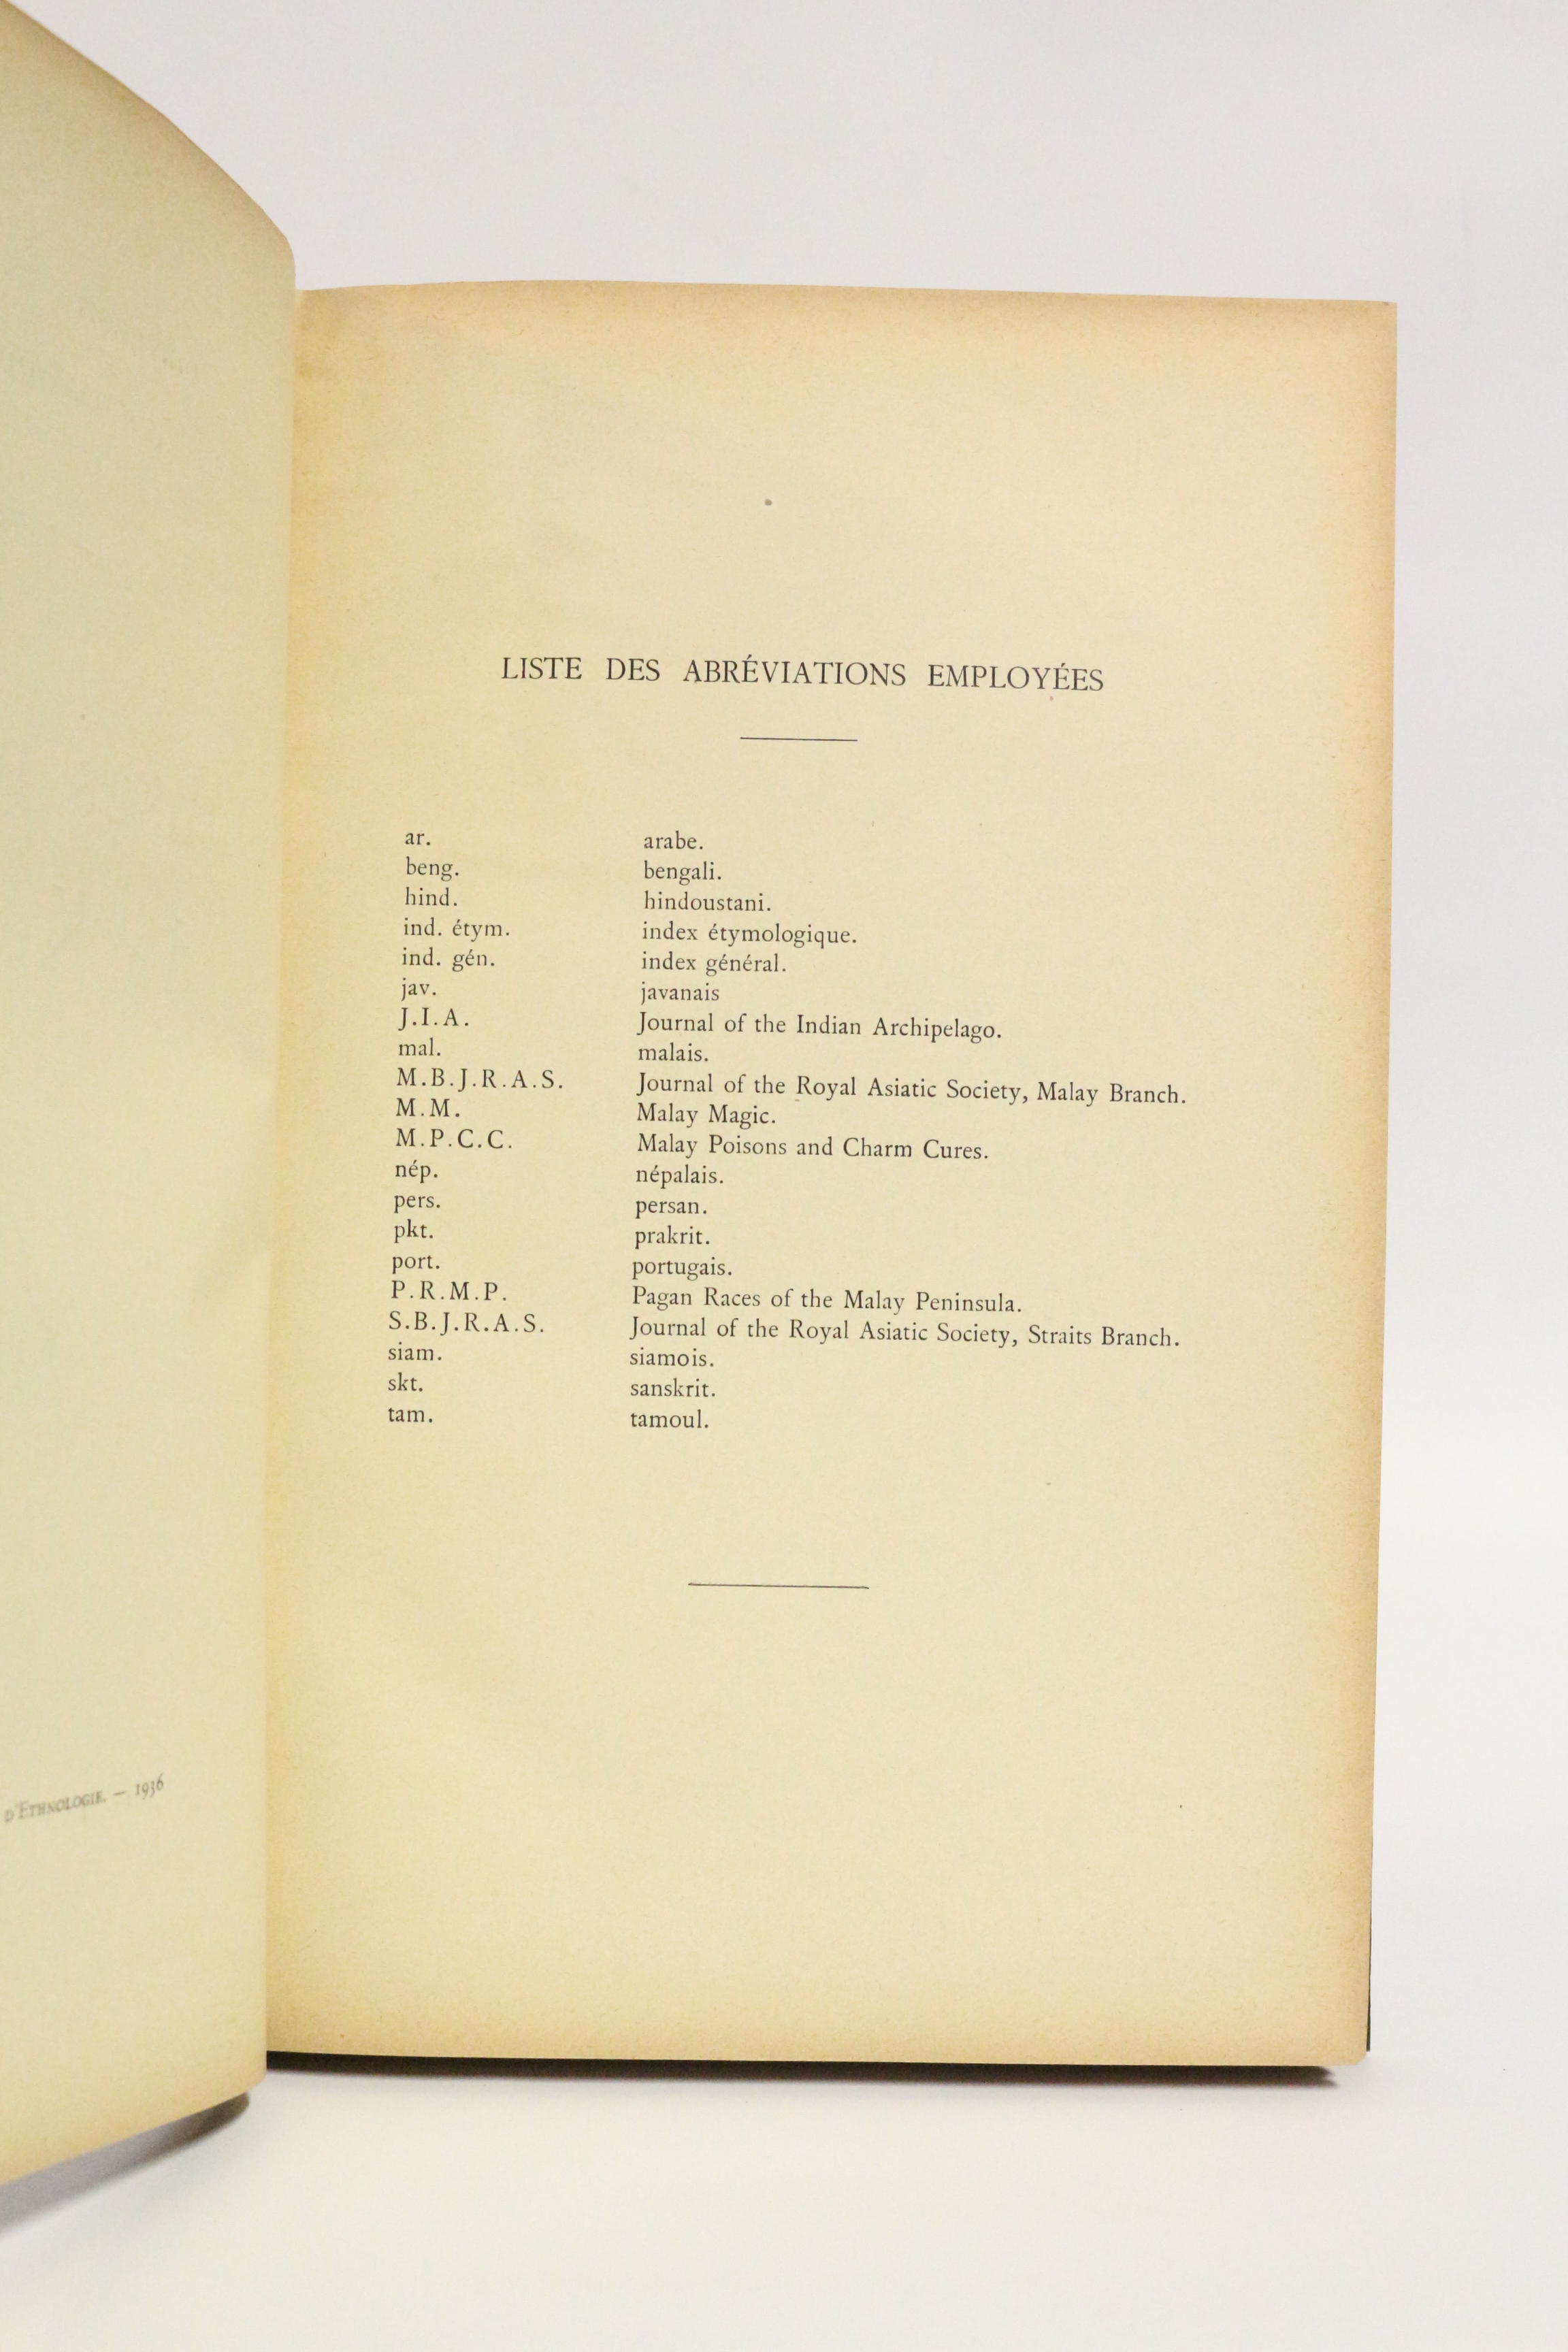 D'ETHNOLOGIE. — 1936
LISTE DES ABRÉVIATIONS EMPLOYÉES
ar. arabe.
beng. bengali.
hind. hindoustani.
ind. étym. index étymologique.
ind. gén. index général.
jav. javanais
J.I.A. Journal of the Indian Archipelago.
mal. malais.
M.B.J.R.A.S. Journal of the Royal Asiatic Society, Malay Branch.
M.M. Malay Magic.
M.P.C.C. Malay Poisons and Charm Cures.
nép. népalais.
pers. persan.
pkt. prakrit.
port. portugais.
P.R.M.P. Pagan Races of the Malay Peninsula.
S.B.J.R.A.S. Journal of the Royal Asiatic Society, Straits Branch.
siam. siamois.
skt. sanskrit.
tam. tamoul.